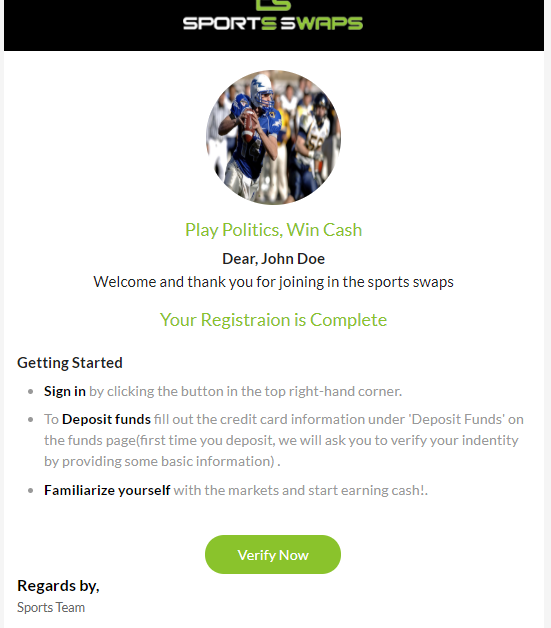 SPORTS SWAPS
Play Politics, Win Cash
Dear, John Doe
Welcome and thank you for joining in the sports swaps
Your Registraion is Complete
Getting Started
• Sign in by clicking the button in the top right-hand corner.
• To Deposit funds fill out the credit card information under 'Deposit Funds' on
the funds page(first time you deposit, we will ask you to verify your indentity
by providing some basic information) .
• Familiarize yourself with the markets and start earning cash!.
Verify Now
Regards by,
Sports Team